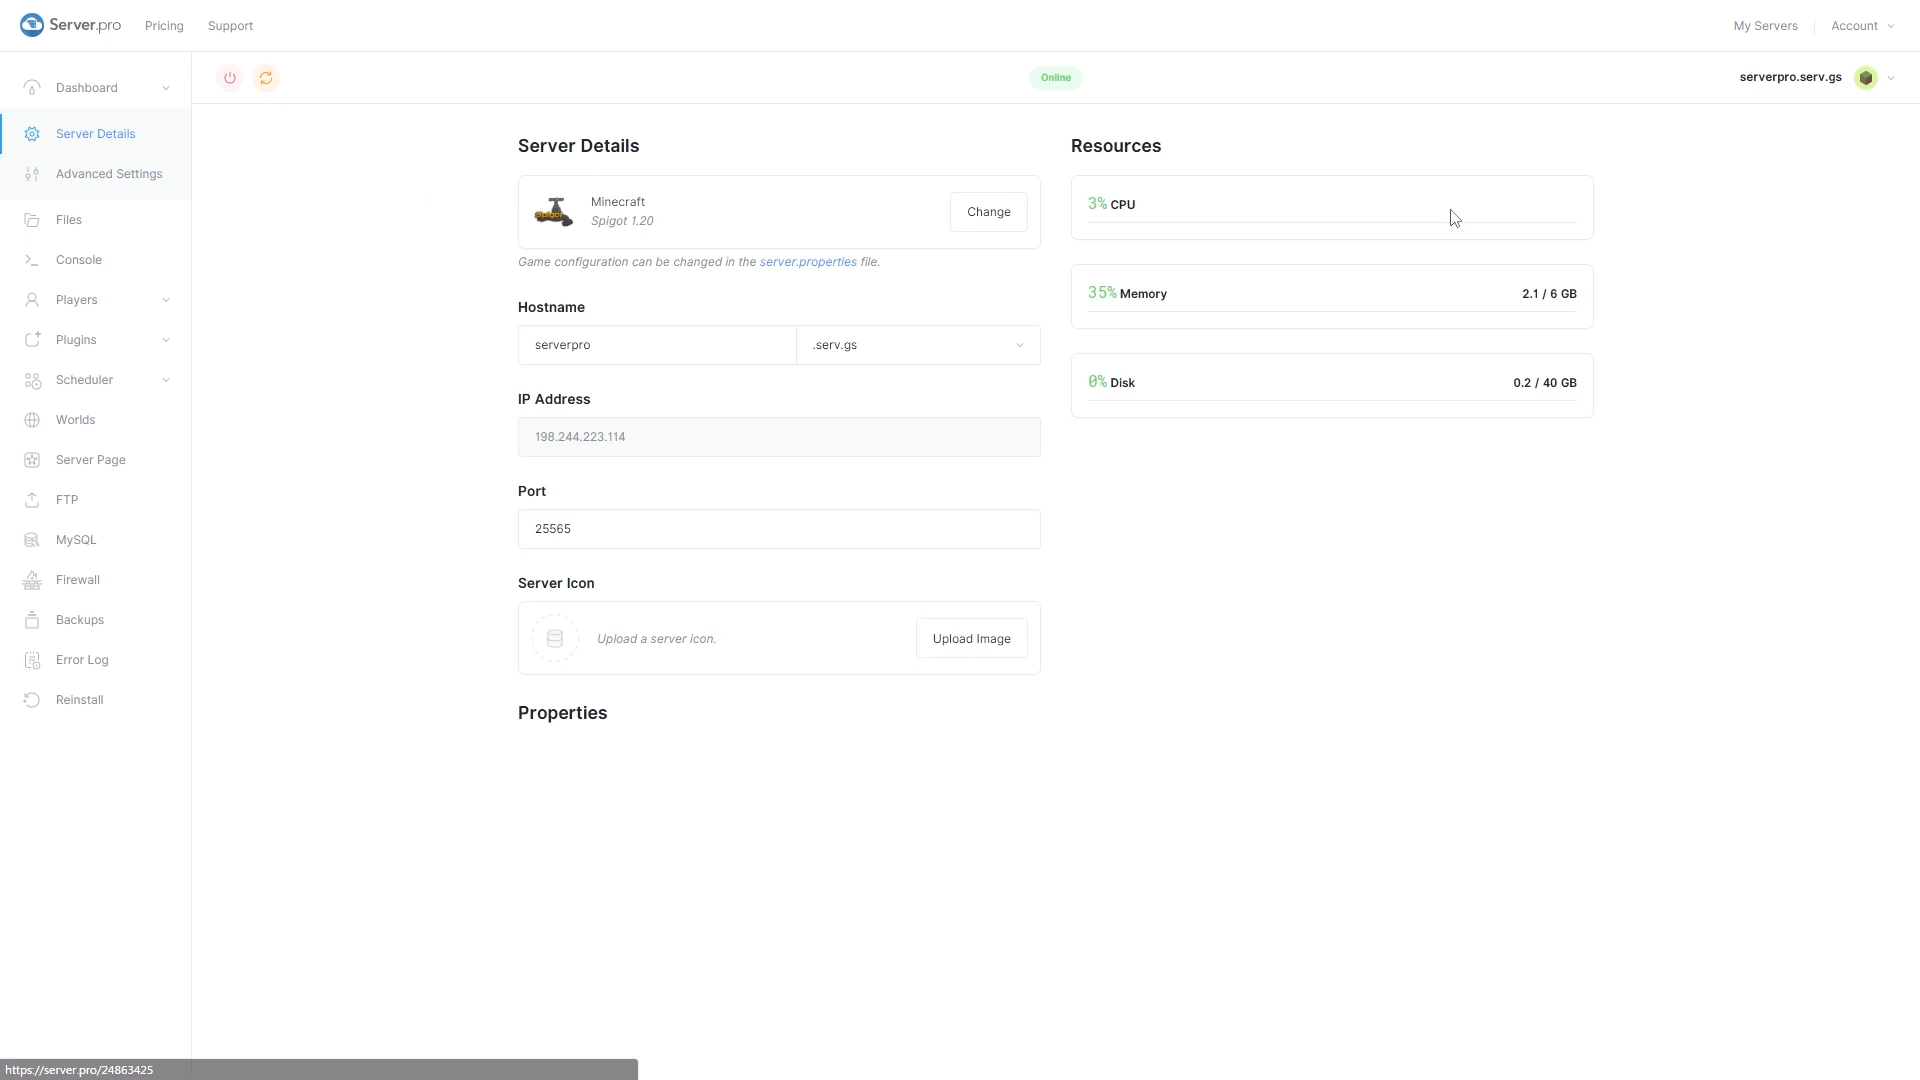 Server.pro
Pricing
Support
My Servers
Account
Dashboard
Server Details
Advanced Settings
Files
Console
Players
Plugins
Scheduler
Worlds
Server Page
FTP
MySQL
Firewall
Backups
Error Log
Reinstall
Online
serverpro.serv.gs
Server Details
Spigot
Minecraft
Spigot 1.20
Change
Game configuration can be changed in the server.properties file.
Hostname
serverpro
.serv.gs
IP Address
198.244.223.114
Port
25565
Server Icon
Upload a server icon.
Upload Image
Properties
Resources
3% CPU
35% Memory
2.1 / 6 GB
0% Disk
0.2 / 40 GB
https://server.pro/24863425